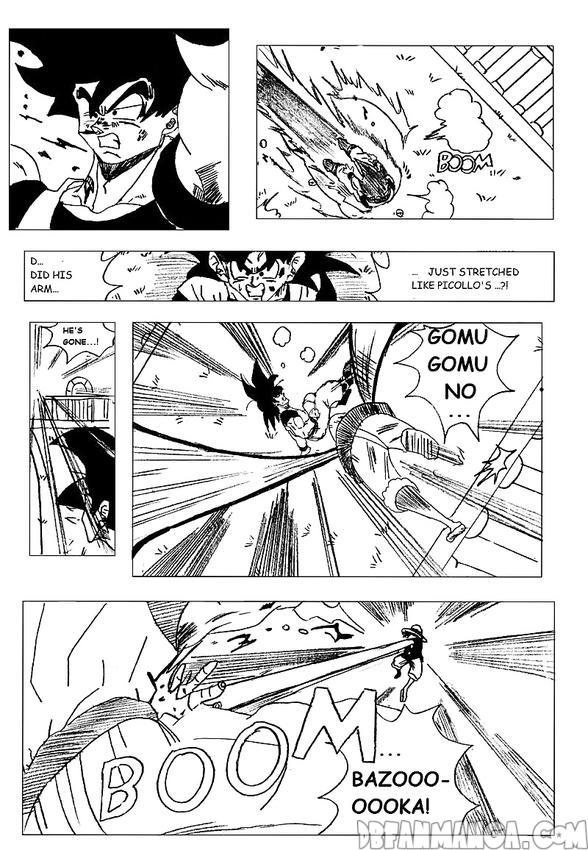 BOOM
D...
DID HIS
ARM...
... JUST STRETCHED
LIKE PICOLLO'S ...?!
HE'S
GONE...!
GOMU
GOMU
NO
...
BOOM
...
BAZOOO-
OOOKA!
DBFANMANGA.COM